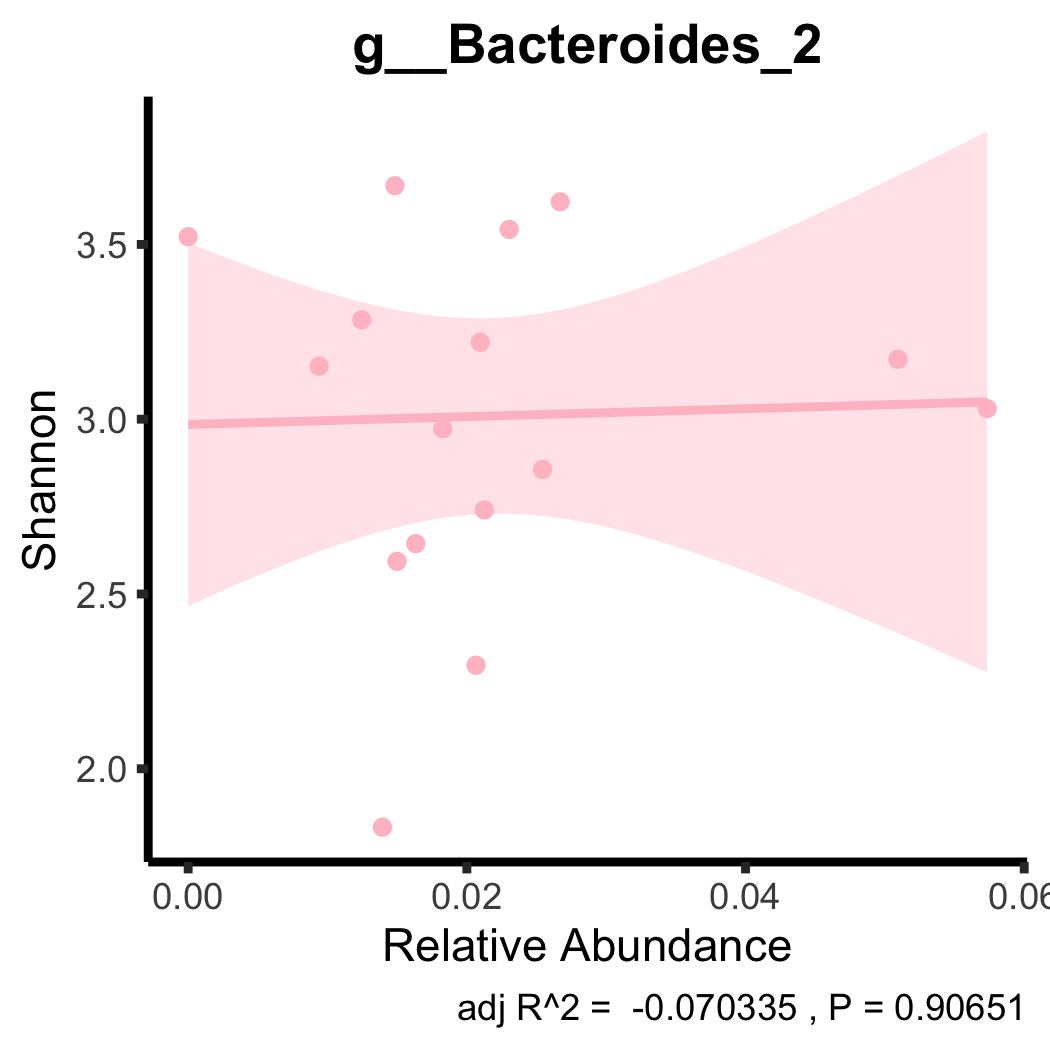 g__Bacteroides_2
Shannon
3.5
3.0
2.5
2.0
0.00 0.02 0.04 0.06
Relative Abundance
adj R^2 =  -0.070335 , P = 0.90651